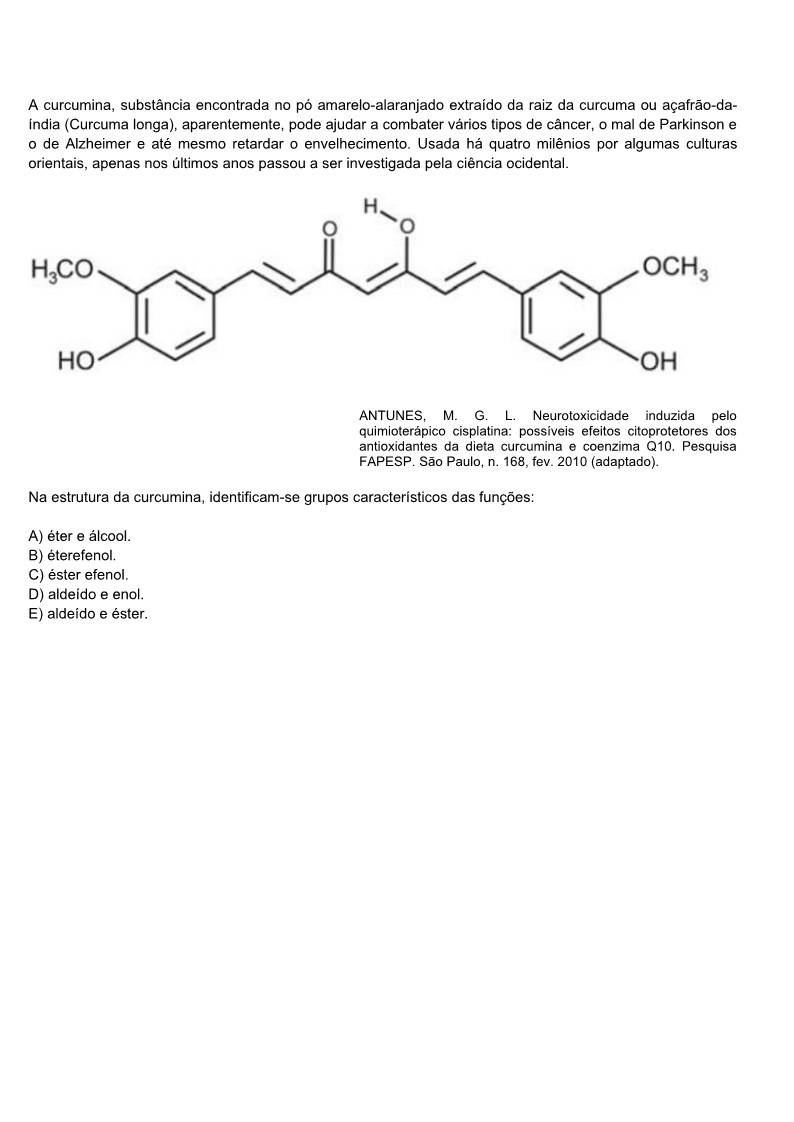 A curcumina, substância encontrada no pó amarelo-alaranjado extraído da raiz da curcuma ou açafrão-da-
índia (Curcuma longa), aparentemente, pode ajudar a combater vários tipos de câncer, o mal de Parkinson e
o de Alzheimer e até mesmo retardar o envelhecimento. Usada há quatro milênios por algumas culturas
orientais, apenas nos últimos anos passou a ser investigada pela ciência ocidental.
H
O O
H₃CO OCH₃
HO OH
ANTUNES, M. G. L. Neurotoxicidade induzida pelo
quimioterápico cisplatina: possíveis efeitos citoprotetores dos
antioxidantes da dieta curcumina e coenzima Q10. Pesquisa
FAPESP. São Paulo, n. 168, fev. 2010 (adaptado).
Na estrutura da curcumina, identificam-se grupos característicos das funções:
A) éter e álcool.
B) éterefenol.
C) éster efenol.
D) aldeído e enol.
E) aldeído e éster.